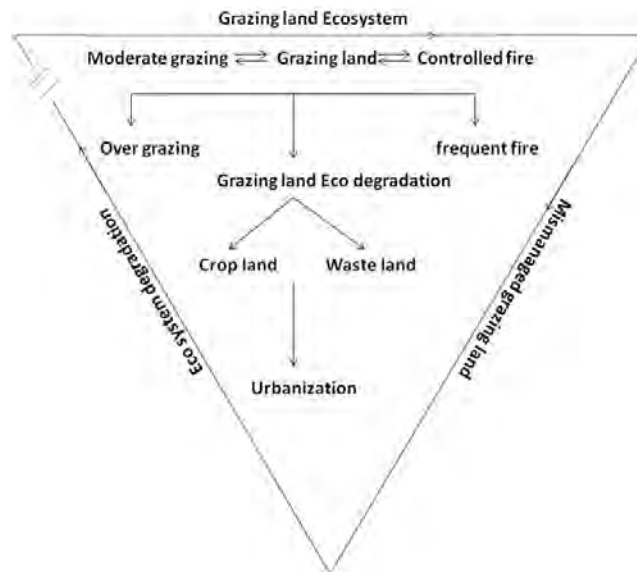 Grazing land Ecosystem
Moderate grazing Grazing land Controlled fire
Over grazing frequent fire
Grazing land Eco degradation
Crop land Waste land
Urbanization
Eco system degradation
Mismanaged grazing land